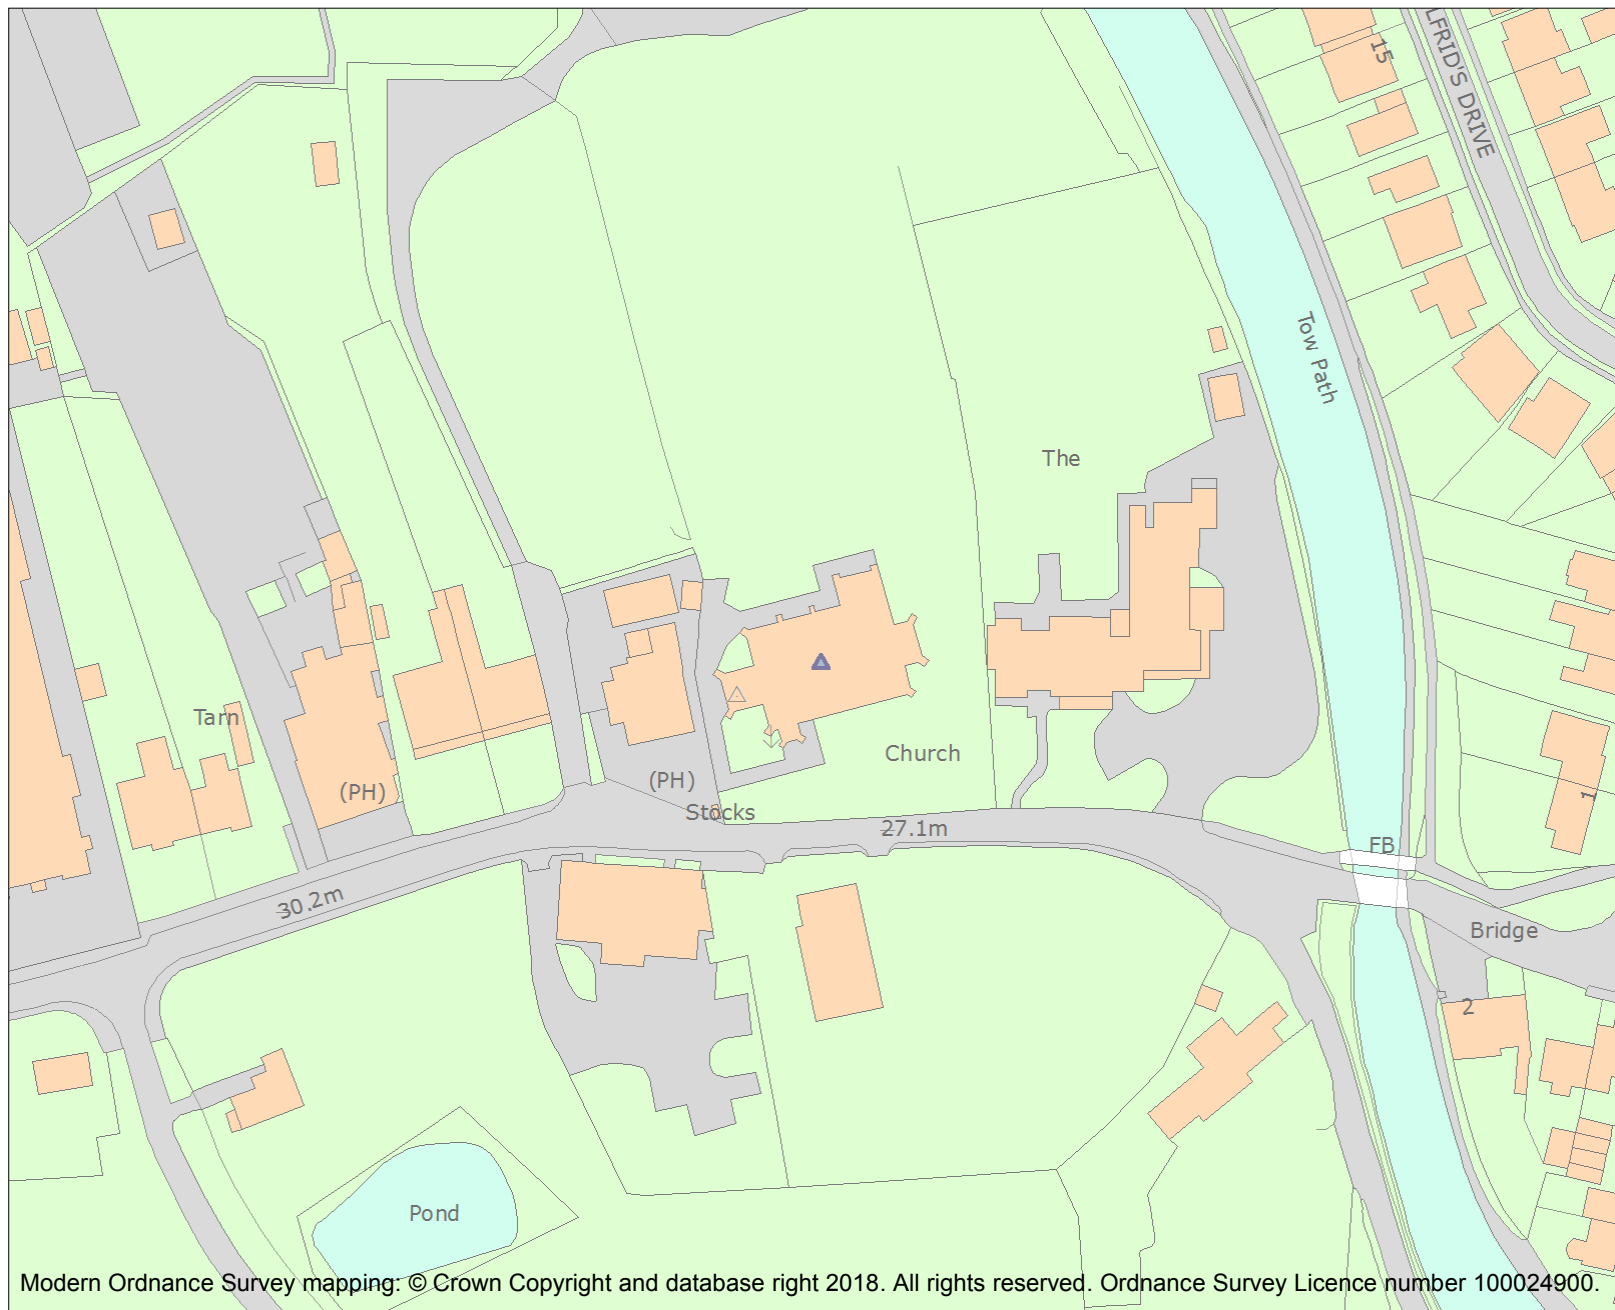 15
LFRID'S DRIVE
Tow Path
The
Tarn
(PH)
(PH)
Church
Stocks
27.1m
1
FB
30.2m
Bridge
2
Pond
Modern Ordnance Survey mapping: © Crown Copyright and database right 2018. All rights reserved. Ordnance Survey Licence number 100024900.